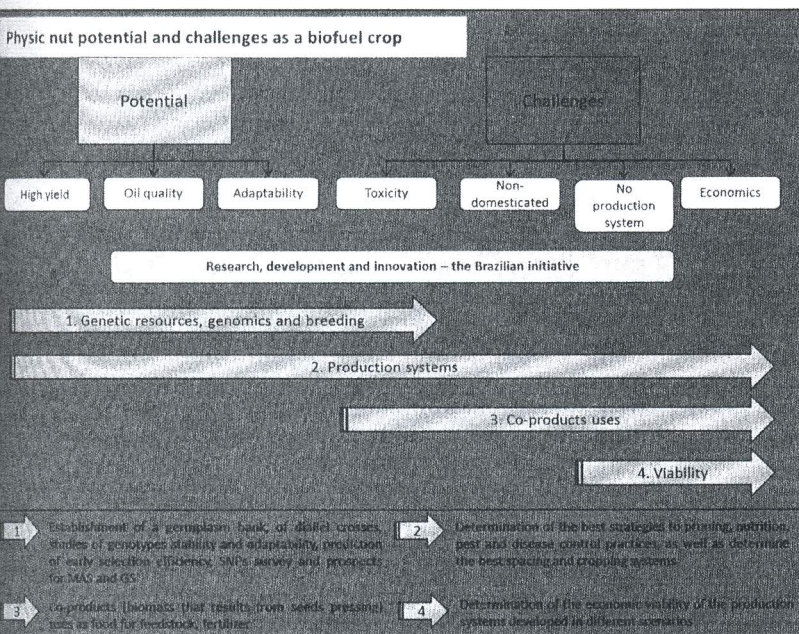 Physic nut potential and challenges as a biofuel crop
Potential
Challenges
High yield
Oil quality
Adaptability
Toxicity
Non-
domesticated
No
production
system
Economics
Research, development and innovation – the Brazilian initiative
1. Genetic resources, genomics and breeding
2. Production systems
3. Co-products uses
4. Viability
1
Establishment of a germplasm bank, of diallel crosses,
studies of genotypes stability and adaptability, prediction
of early selection efficiency, SNPs survey and prospects
for MAS and GS
2
Determination of the best strategies to pruning, nutrition,
pest and disease control practices, as well as determine
the best spacing and cropping systems
3
Co-products (biomass that results from seeds pressing)
uses as food for feedstock, fertilizer
4
Determination of the economic viability of the production
systems developed in different scenarios